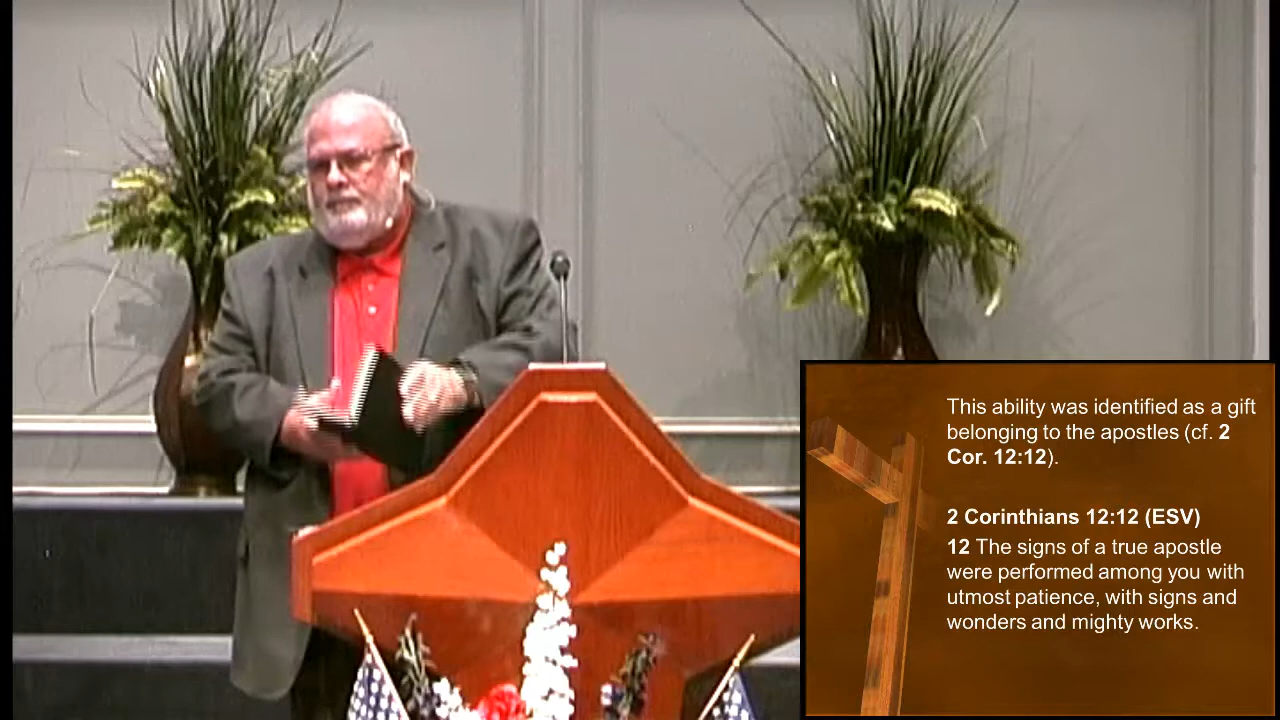 This ability was identified as a gift
belonging to the apostles (cf. 2
Cor. 12:12).
2 Corinthians 12:12 (ESV)
12 The signs of a true apostle
were performed among you with
utmost patience, with signs and
wonders and mighty works.